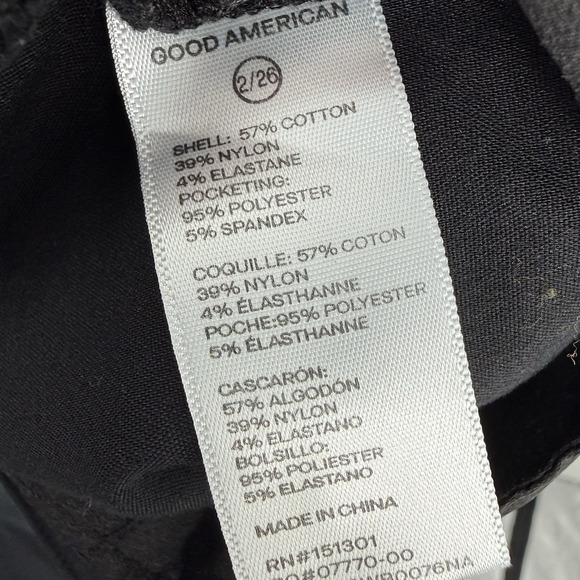 GOOD AMERICAN
2/26
SHELL: 57% COTTON
39% NYLON
4% ELASTANE
POCKETING:
95% POLYESTER
5% SPANDEX
COQUILLE: 57% COTON
39% NYLON
4% ÉLASTHANNE
POCHE:95% POLYESTER
5% ÉLASTHANNE
CASCARÓN:
57% ALGODÓN
39% NYLON
4% ELASTANO
BOLSILLO:
95% POLIESTER
5% ELASTANO
MADE IN CHINA
RN#151301